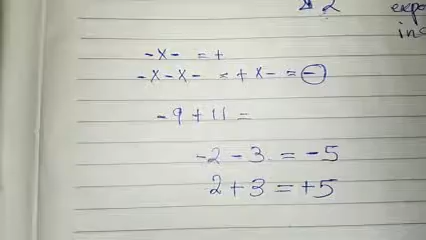 2
expo
ins
- x - = +
- x - x - = + x - = -
- 9 + 11 =
- 2 - 3 = - 5
2 + 3 = + 5